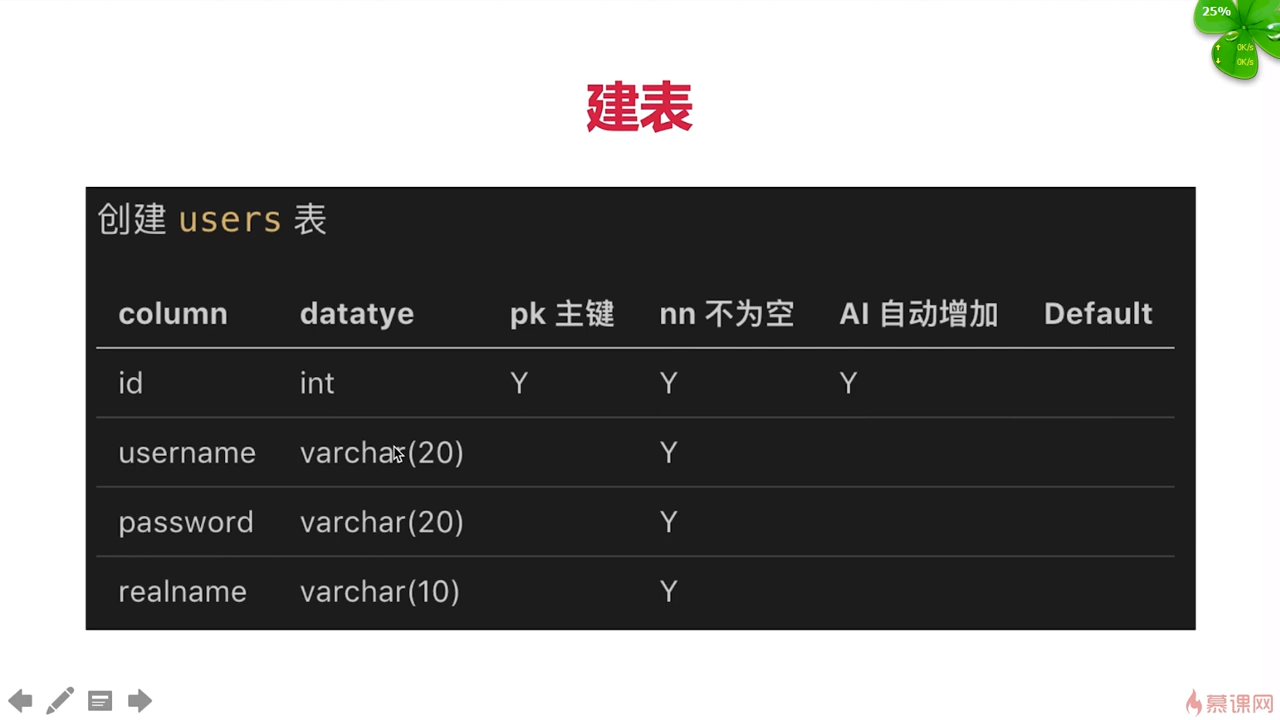 25%
0K/s
0K/s
建表
创建 users 表
column datatye pk 主键 nn 不为空 AI 自动增加 Default
id int Y Y Y
username varchar(20) Y
password varchar(20) Y
realname varchar(10) Y
慕课网